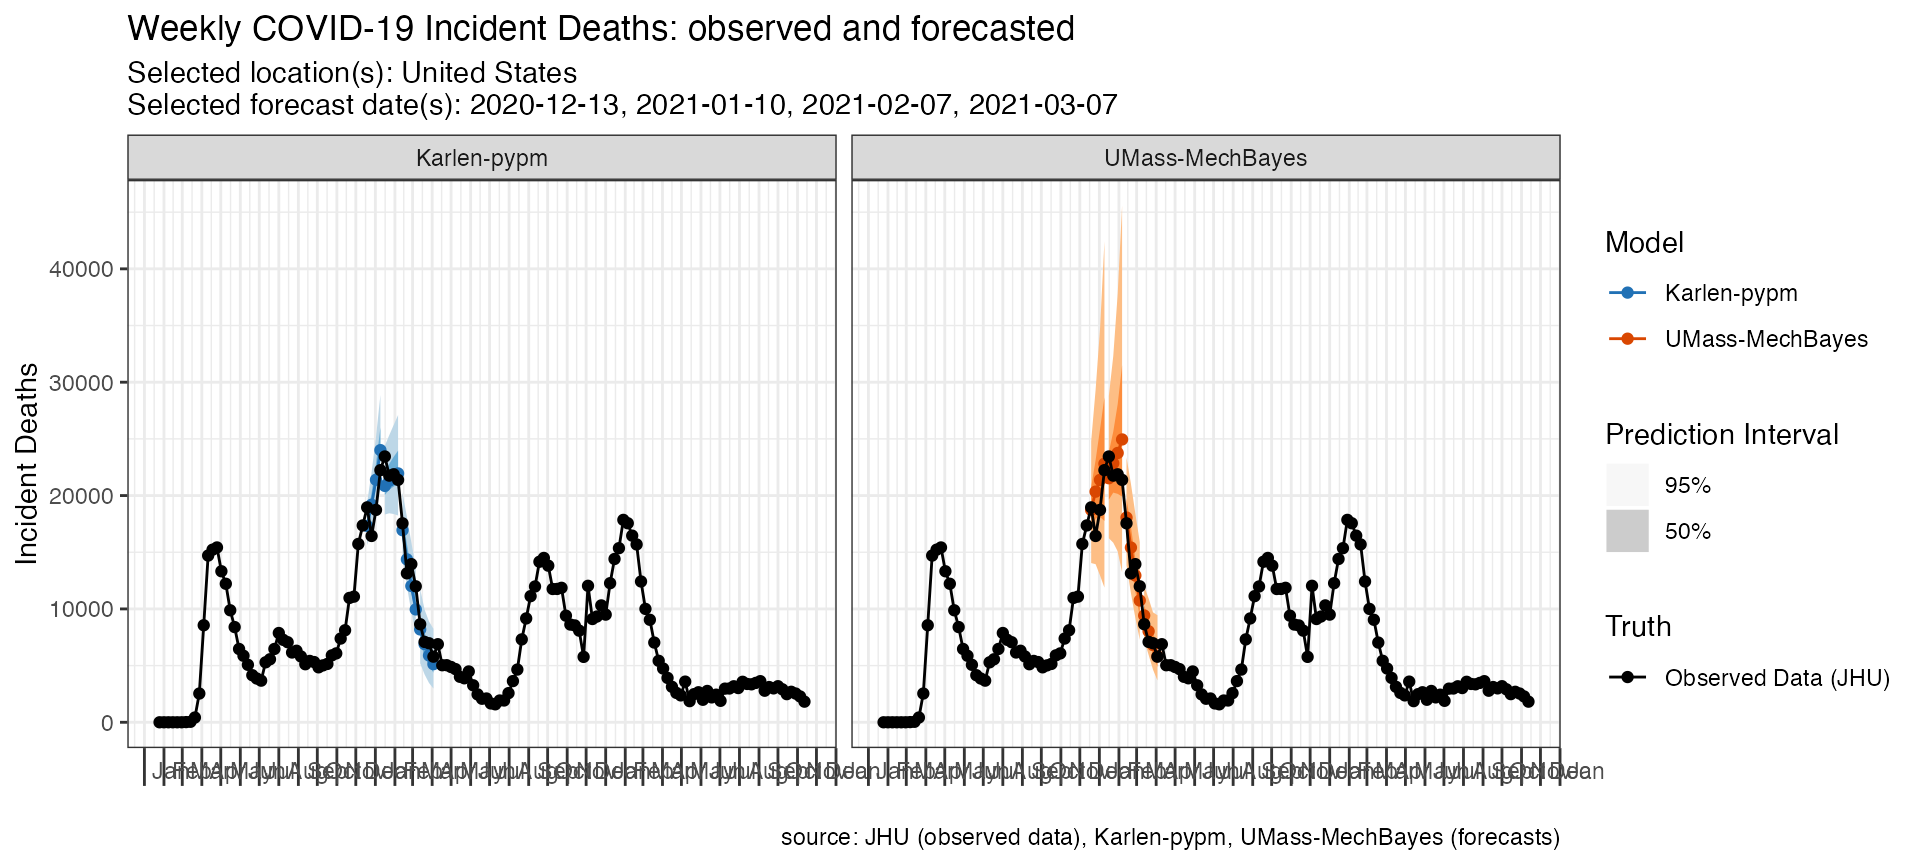 Weekly COVID-19 Incident Deaths: observed and forecasted
Selected location(s): United States
Selected forecast date(s): 2020-12-13, 2021-01-10, 2021-02-07, 2021-03-07
Karlen-pypm
UMass-MechBayes
Incident Deaths
40000
30000
20000
10000
0
Model
Karlen-pypm
UMass-MechBayes
Prediction Interval
95%
50%
Truth
Observed Data (JHU)
source: JHU (observed data), Karlen-pypm, UMass-MechBayes (forecasts)